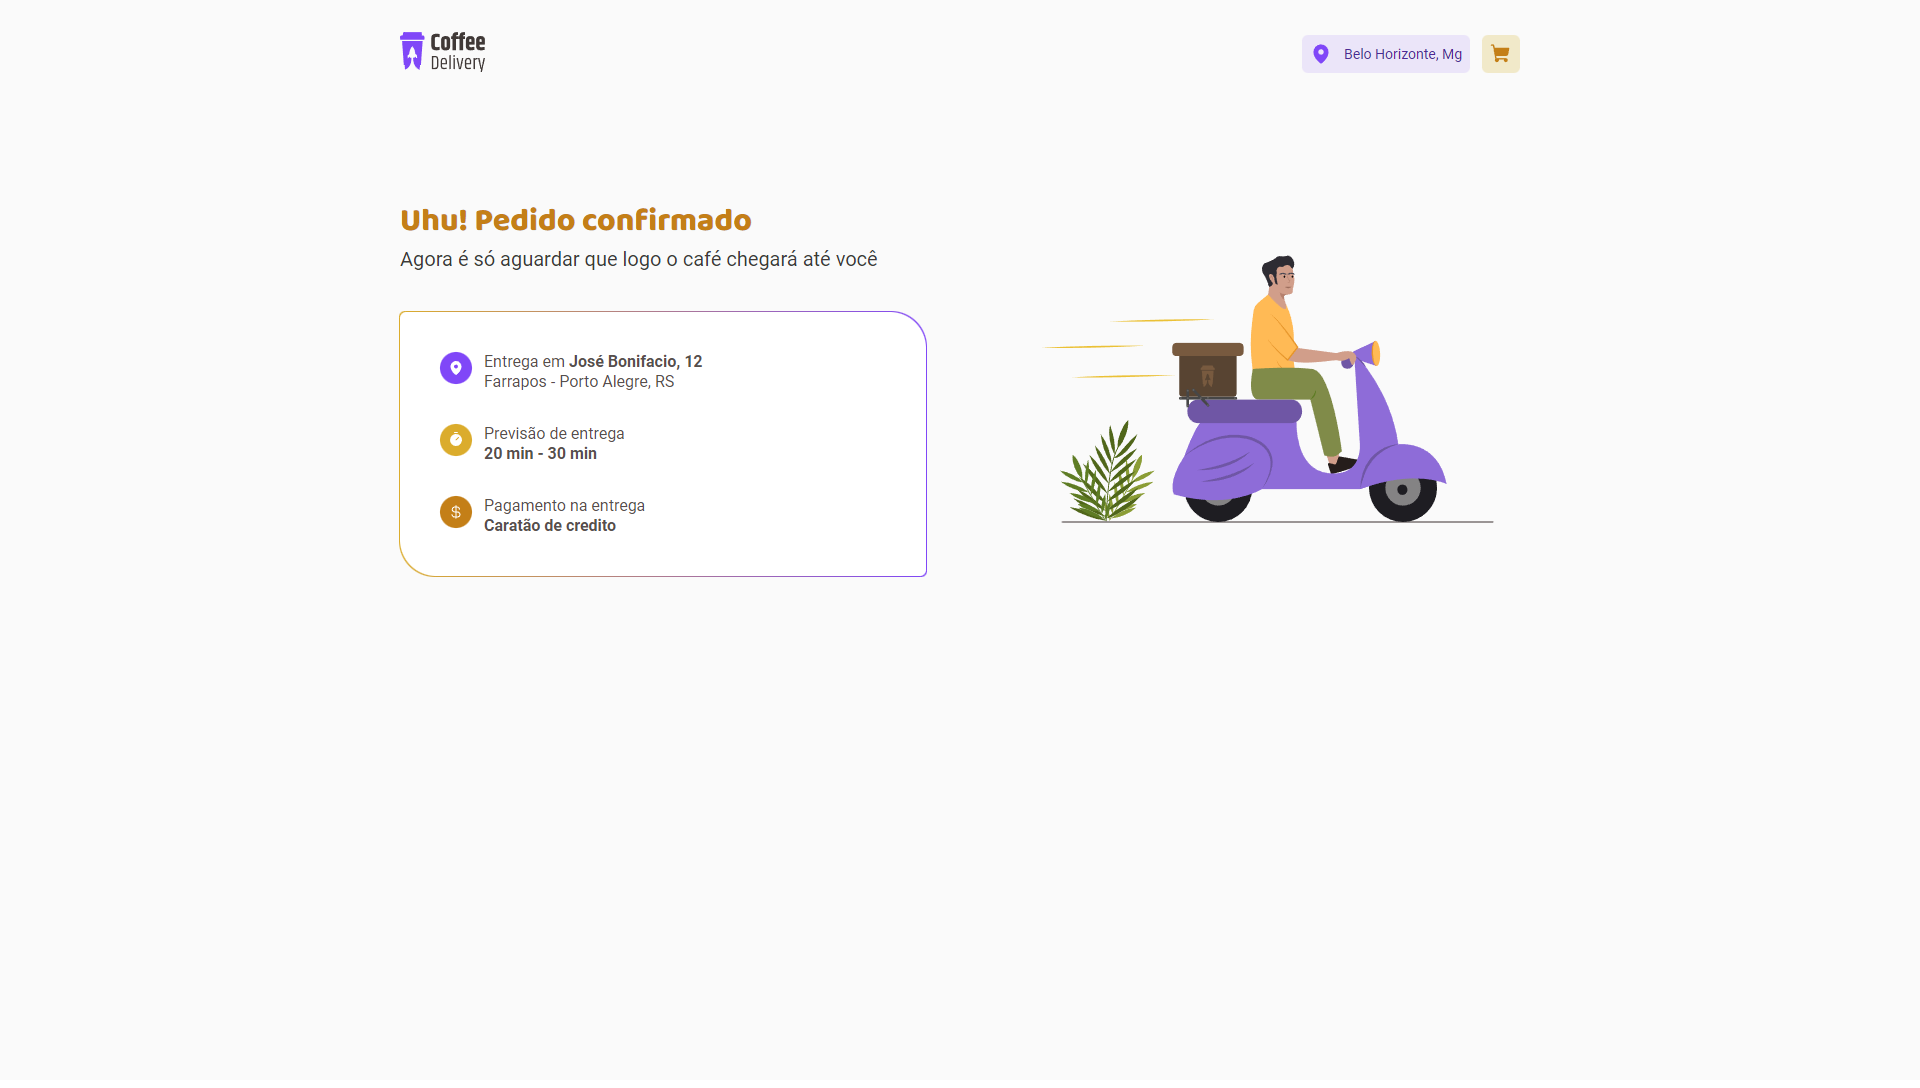 Coffee
Delivery
Belo Horizonte, Mg
Uhu! Pedido confirmado
Agora é só aguardar que logo o café chegará até você
Entrega em José Bonifacio, 12
Farrapos - Porto Alegre, RS
Previsão de entrega
20 min - 30 min
Pagamento na entrega
Caratão de credito